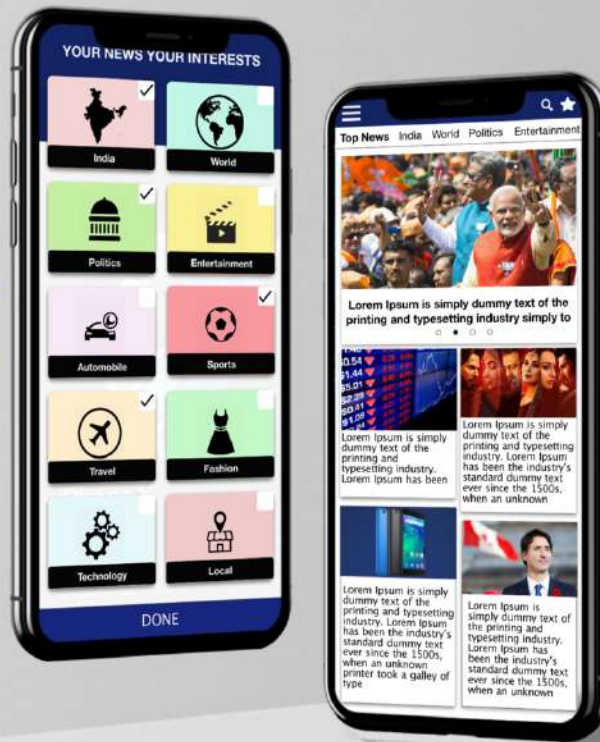 YOUR NEWS YOUR INTERESTS
India
World
Politics
Entertainment
Automobile
Sports
Travel
Fashion
Technology
Local
DONE
Top News India World Politics Entertainment
Lorem Ipsum is simply dummy text of the
printing and typesetting industry simply to
0.54
1.44
5.01
Lorem Ipsum is simply
dummy text of the
printing and
typesetting industry.
Lorem Ipsum has been
Lorem Ipsum is simply
dummy text of the
printing and typesetting
industry. Lorem Ipsum
has been the industry's
standard dummy text
ever since the 1500s,
when an unknown
Lorem Ipsum is simply
dummy text of the
printing and typesetting
industry. Lorem Ipsum
has been the industry's
standard dummy text
ever since the 1500s,
when an unknown
printer took a galley of
type
Lorem Ipsum is simply
dummy text of the
printing and
typesetting industry.
Lorem Ipsum has
been the industry's
standard dummy text
ever since the 1500s,
when an unknown